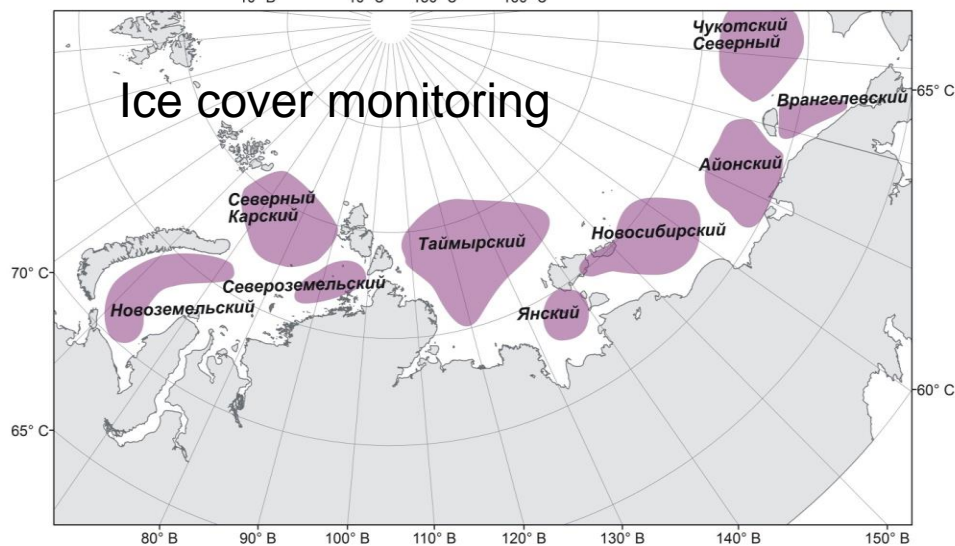 Чукотский
Северный
Ice cover monitoring
Врангелевский
65° С
Айонский
Северный
Карский
Новосибирский
Таймырский
70° С
Североземельский
Новоземельский
Янский
60° С
65° С
80° В
90° В
100° В
110° В
120° В
130° В
140° В
150° В